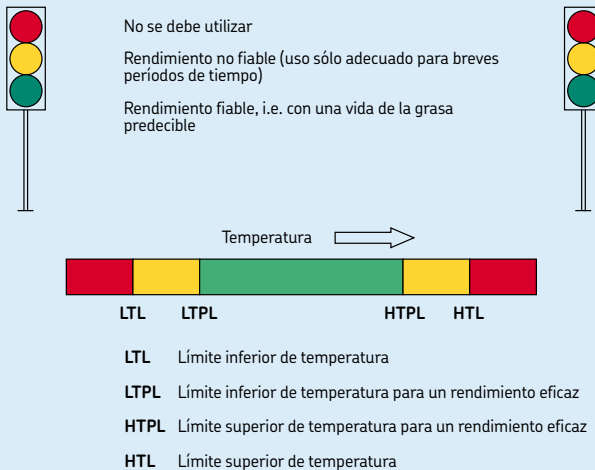 No se debe utilizar
Rendimiento no fiable (uso sólo adecuado para breves
períodos de tiempo)
Rendimiento fiable, i.e. con una vida de la grasa
predecible
Temperatura
LTL LTPL HTPL HTL
LTL Límite inferior de temperatura
LTPL Límite inferior de temperatura para un rendimiento eficaz
HTPL Límite superior de temperatura para un rendimiento eficaz
HTL Límite superior de temperatura